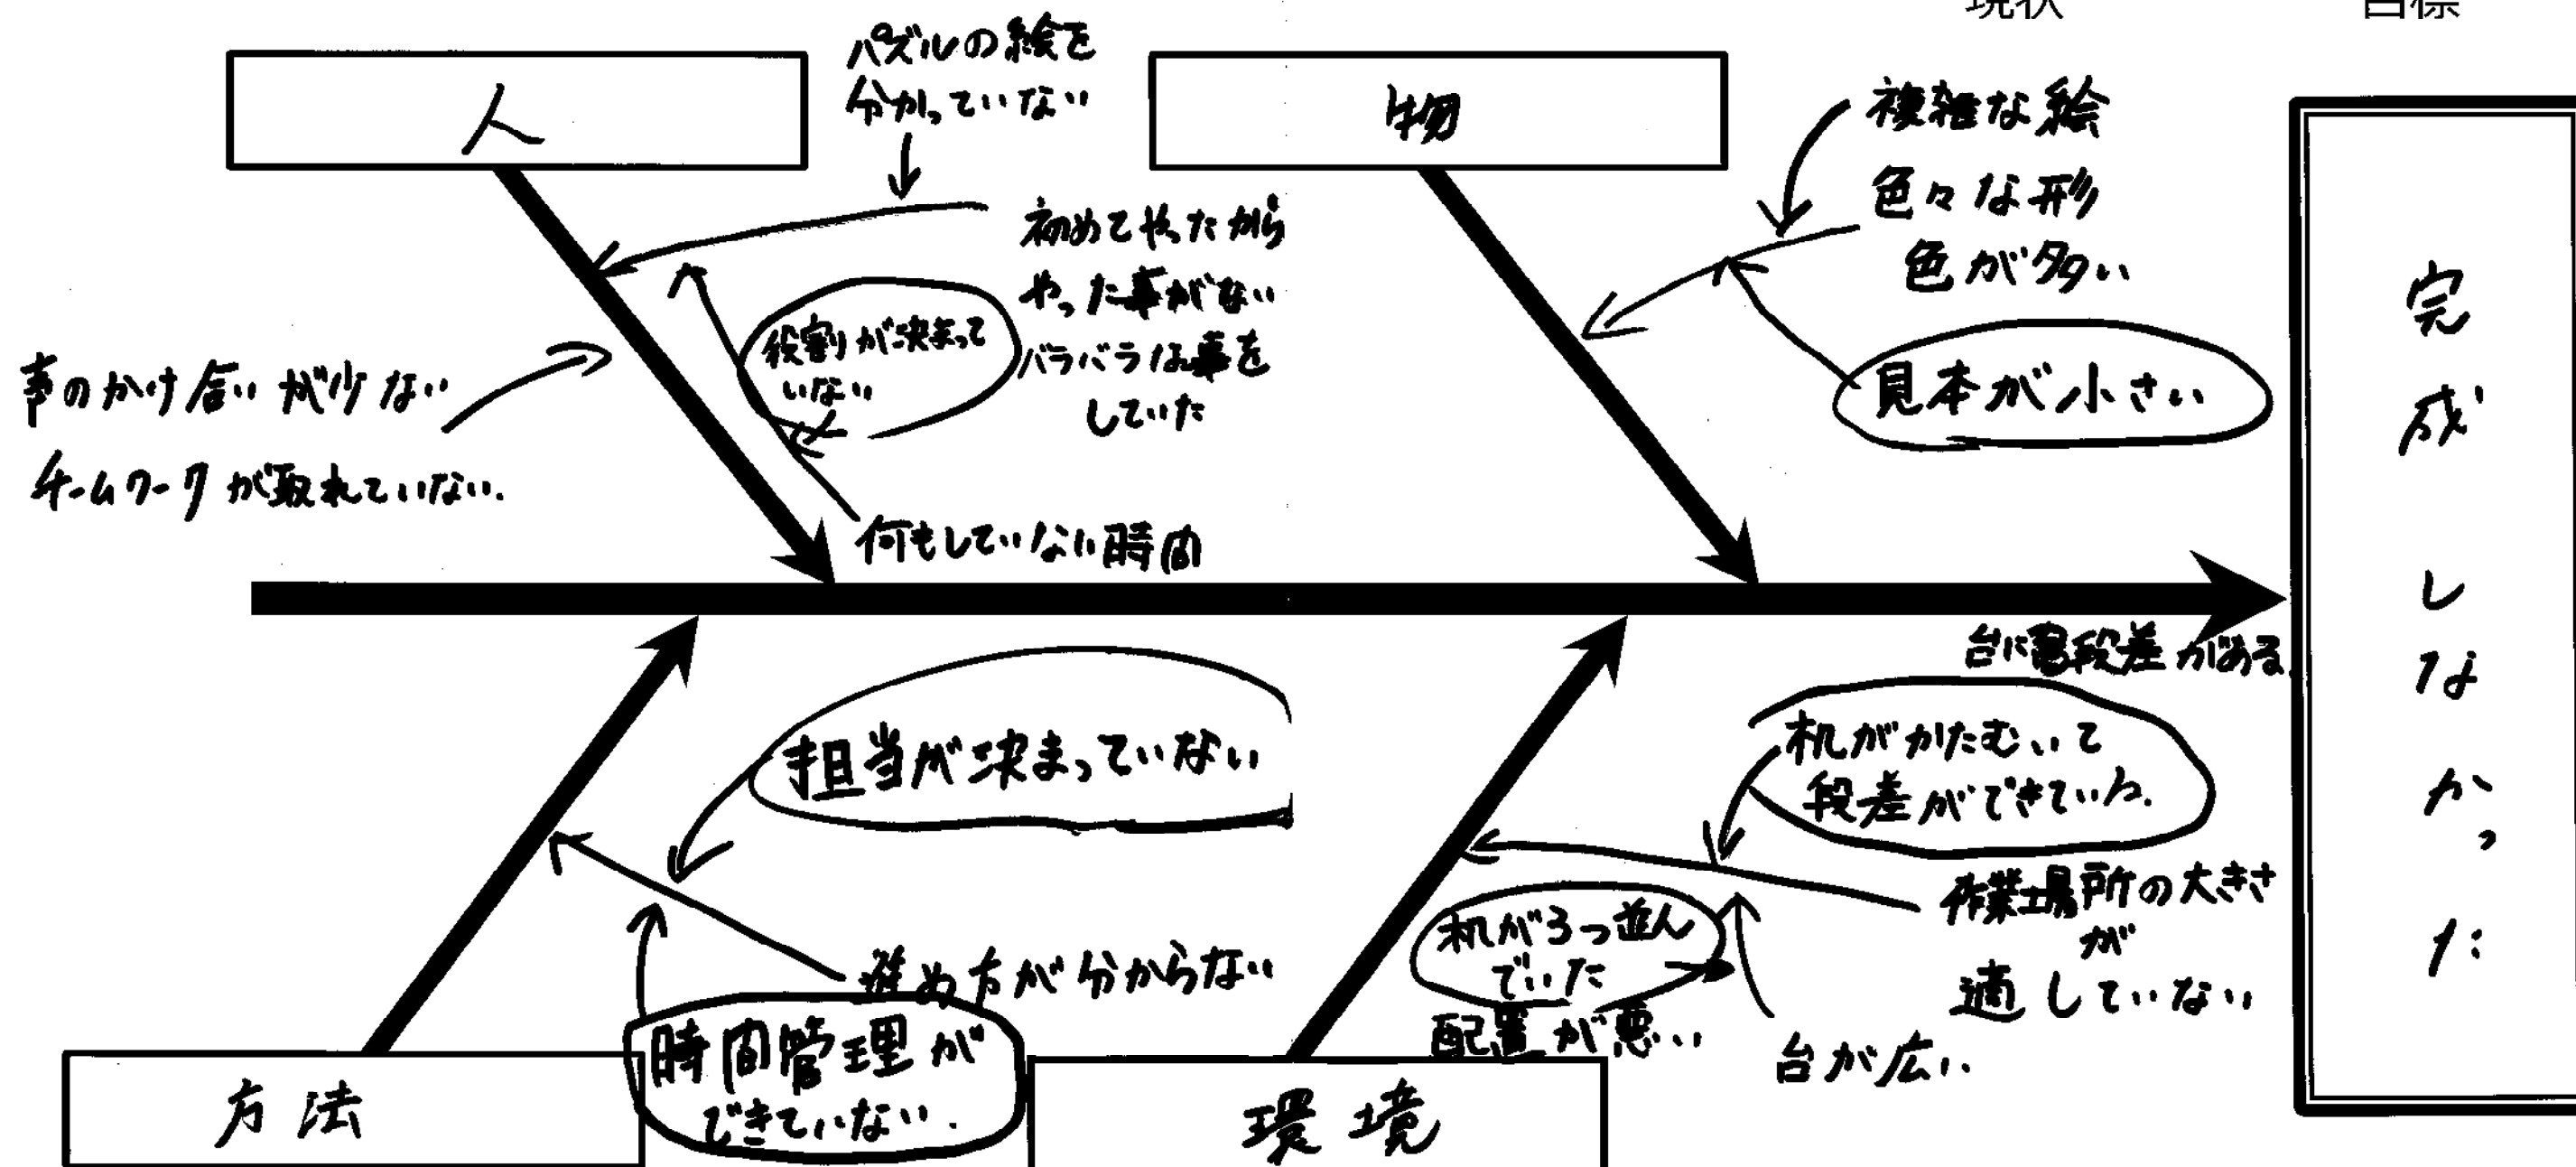 現状
目標
人
パズルの絵を
分かっていない
初めてやったから
やった事がない
バラバラな事を
していた
役割が決まって
いない
のかけ合いが少ない
チームワークが取れていない.
何もしていない時間
物
複雑な絵
色々な形
色が多い
見本が小さい
完成しなかった
担当が決まっていない
進め方が分からない
時間管理が
できていない.
方法
台に段差がある
机がかたむいて
段差ができている.
作業場所の大きさ
が
適していない
机が3つ並ん
でいた
配置が悪い
台が広い.
環境